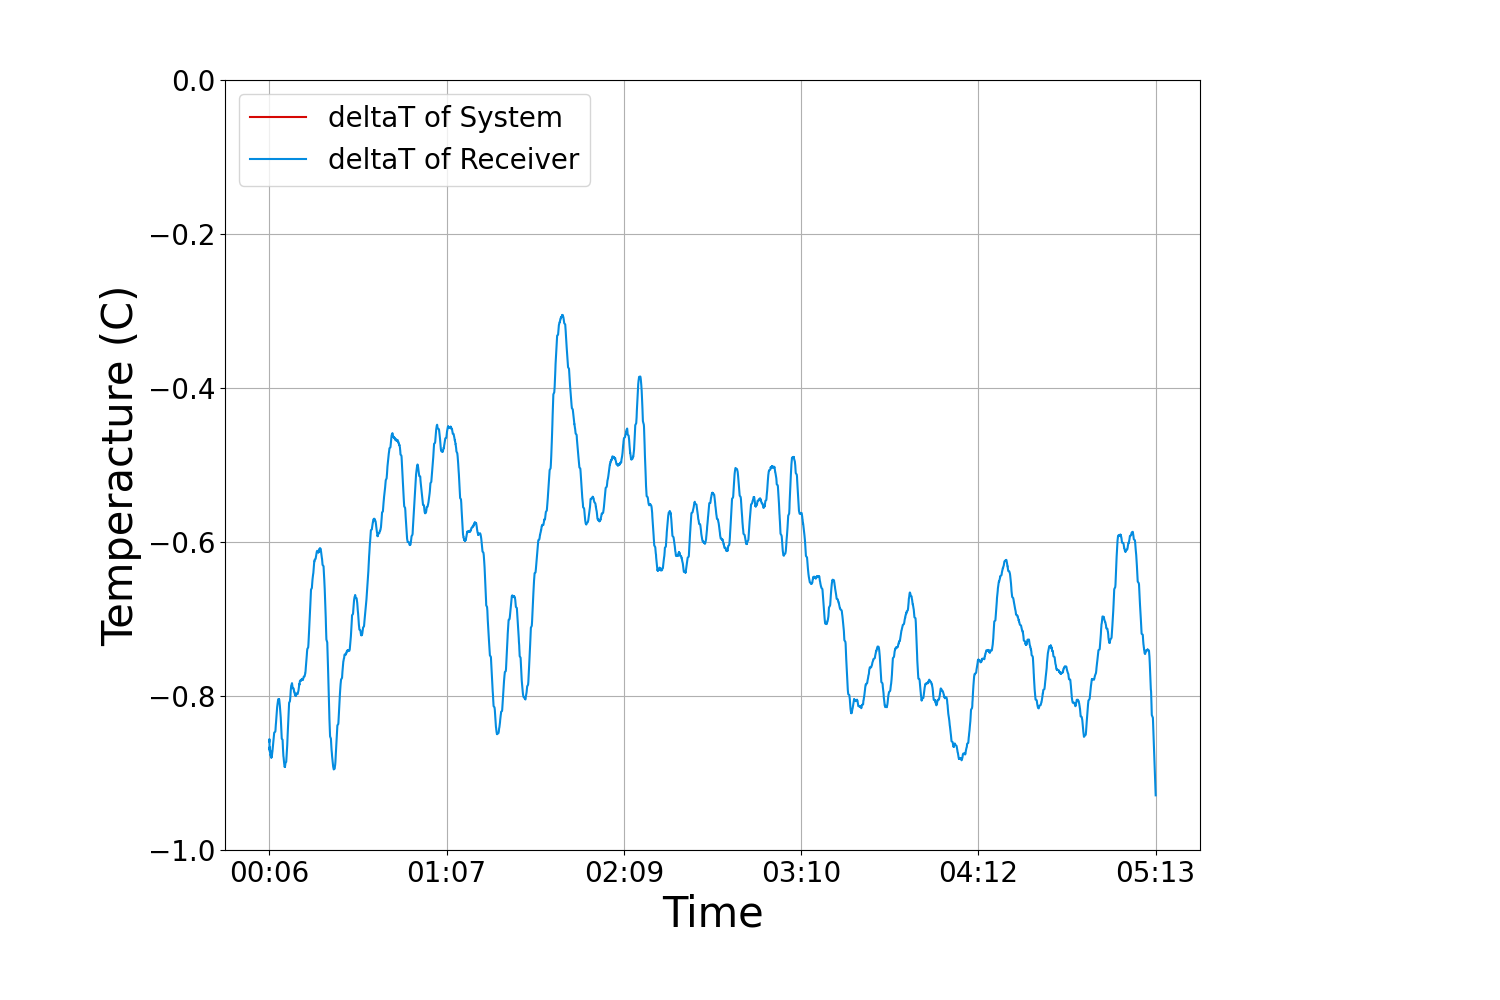 0.0
deltaT of System
deltaT of Receiver
−0.2
−0.4
−0.6
−0.8
−1.0
Temperacture (C)
00:06 01:07 02:09 03:10 04:12 05:13
Time